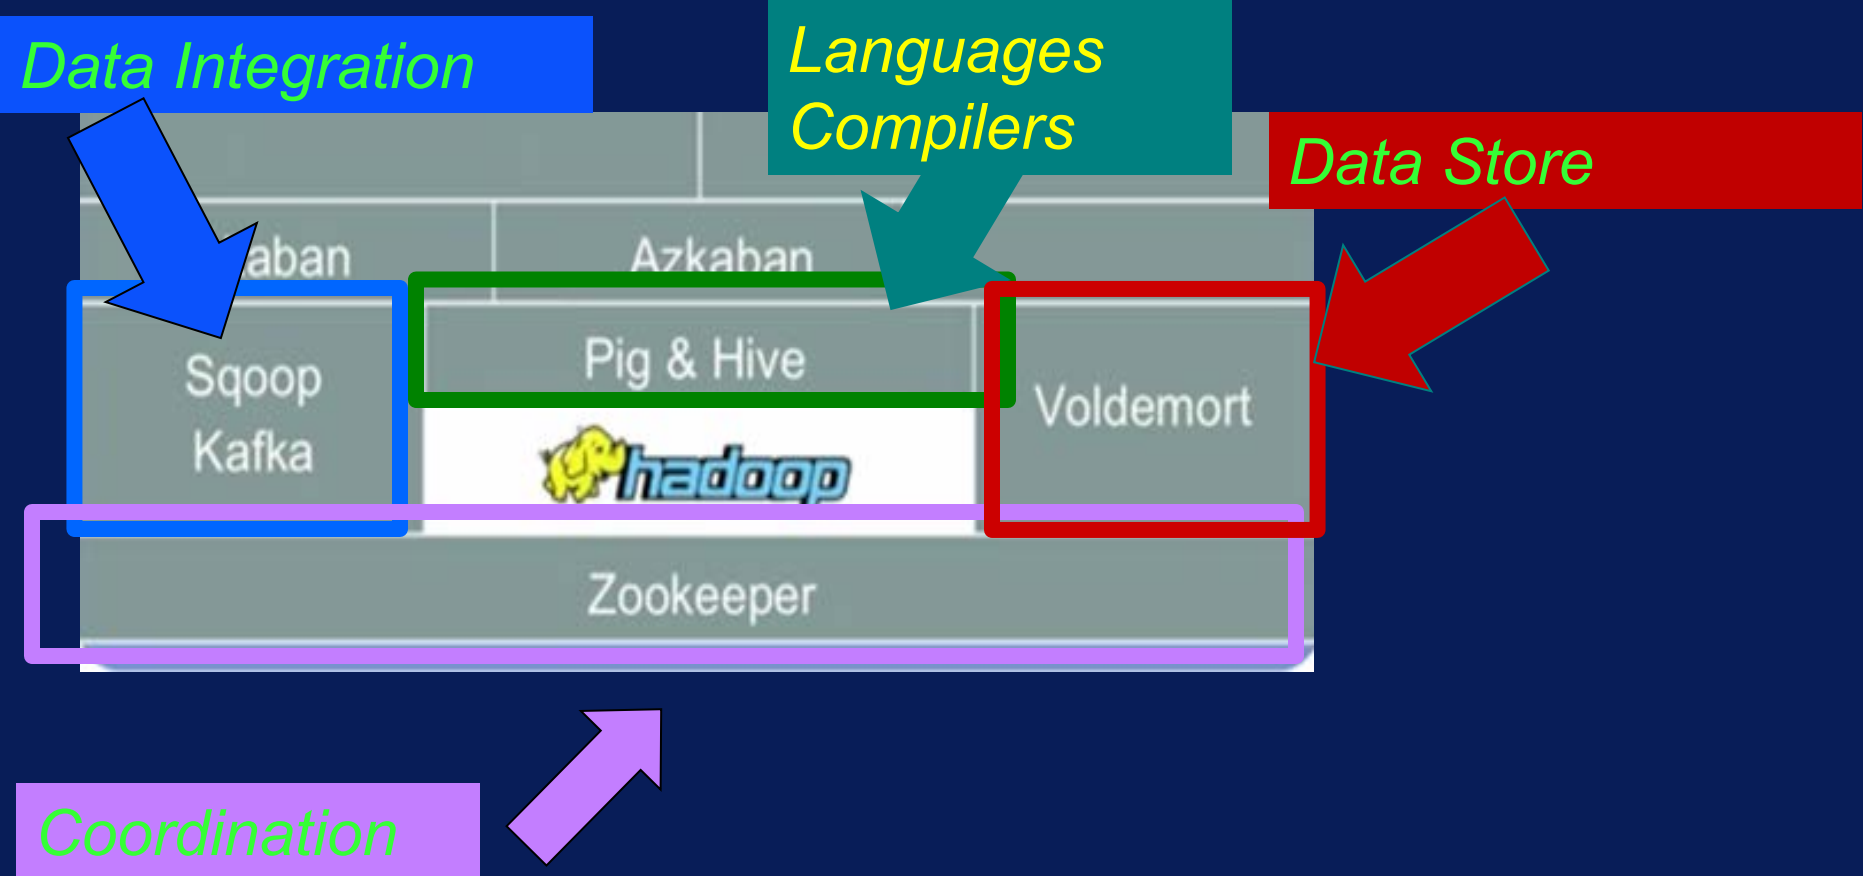 Data Integration
Languages
Compilers
Data Store
aban
Azkaban
Pig & Hive
Sqoop
Kafka
Voldemort
hadoop
Zookeeper
Coordination